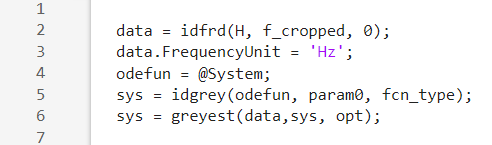 1
2 data = idfrd(H, f_cropped, 0);
3 data.FrequencyUnit = 'Hz';
4 odefun = @System;
5 sys = idgrey(odefun, param0, fcn_type);
6 sys = greyest(data,sys, opt);
7